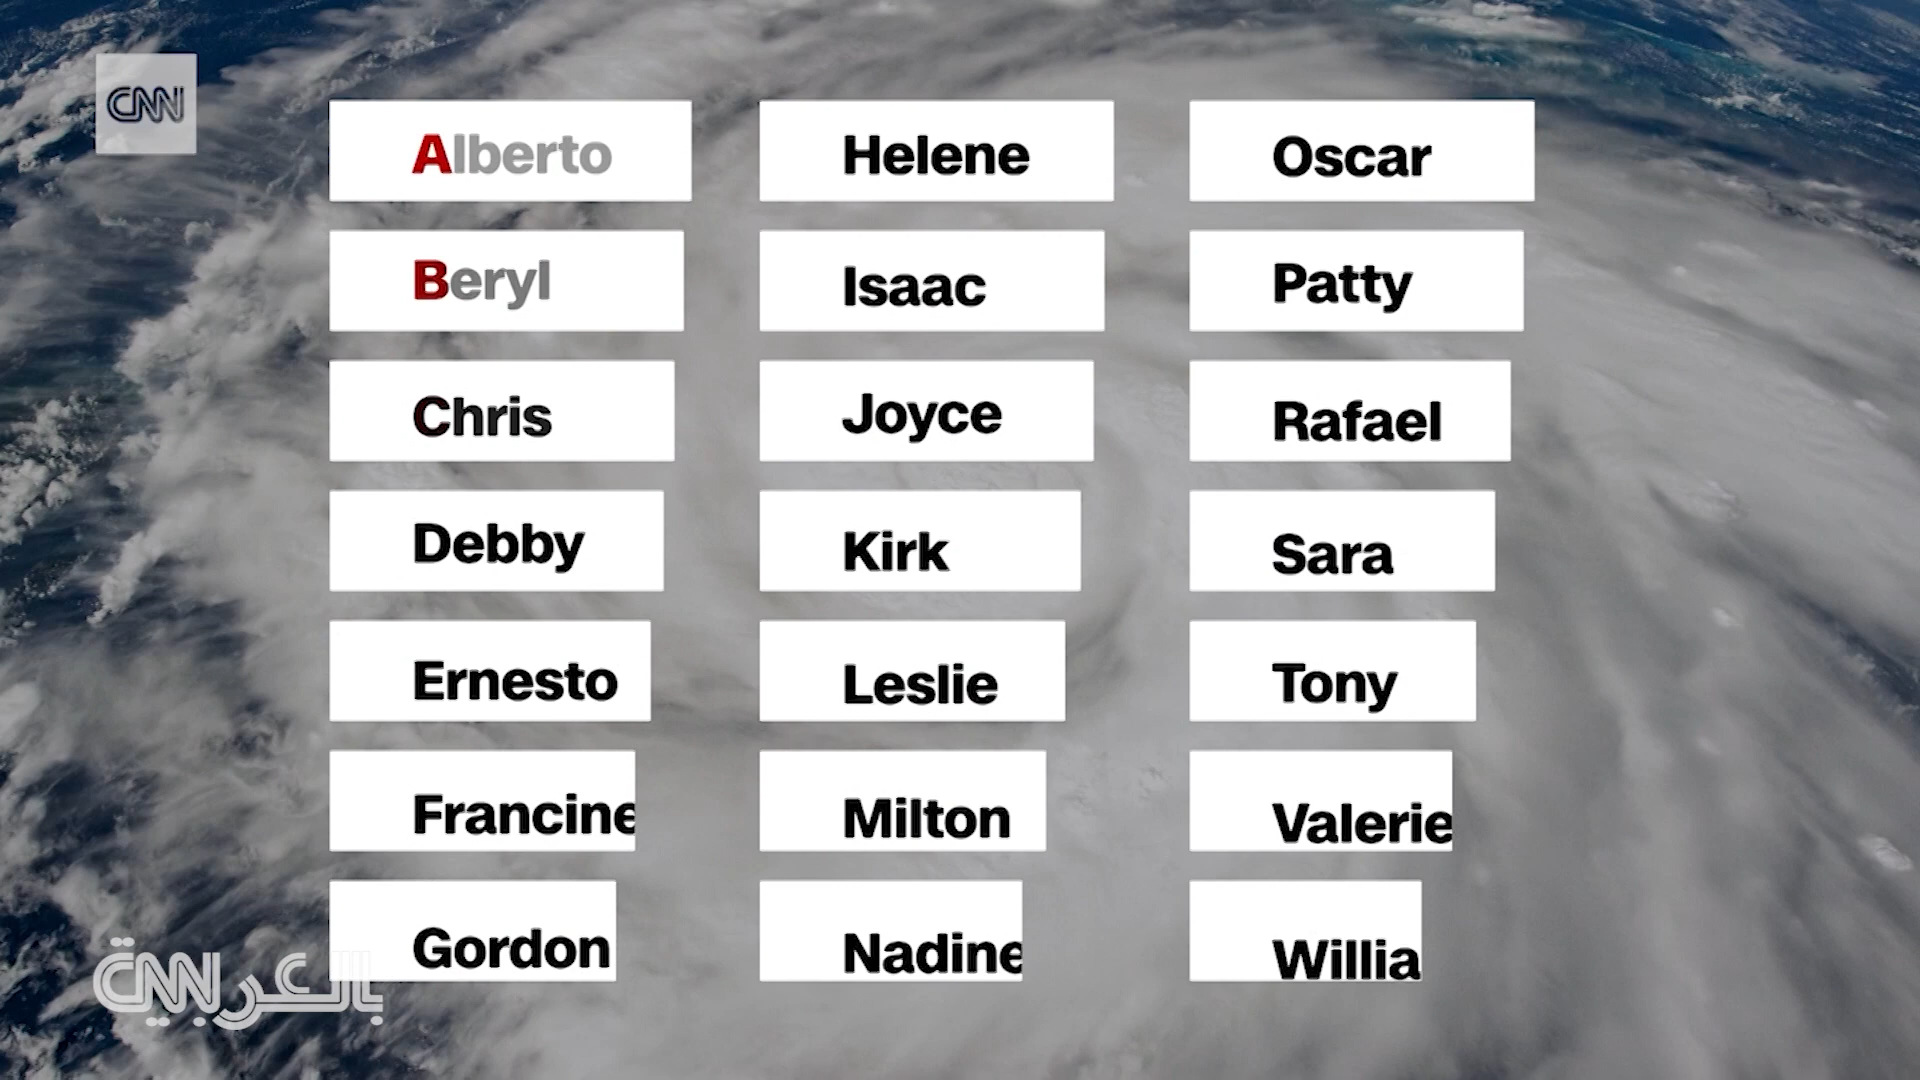 CNN
Alberto
Beryl
Chris
Debby
Ernesto
Francine
Gordon
Helene
Isaac
Joyce
Kirk
Leslie
Milton
Nadine
Oscar
Patty
Rafael
Sara
Tony
Valerie
Willia
CNN بالعربية